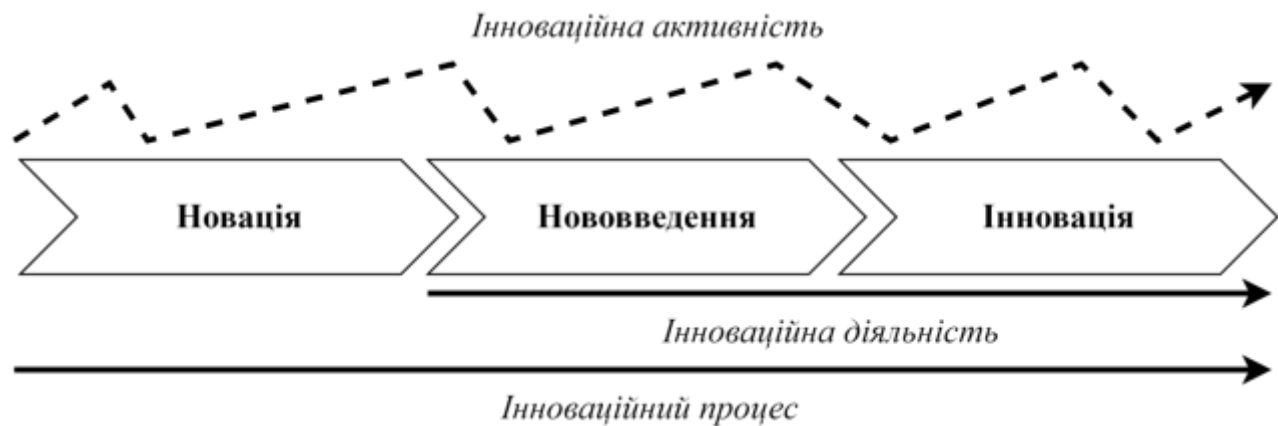 Інноваційна активність
Новація
Нововведення
Інновація
Інноваційна діяльність
Інноваційний процес